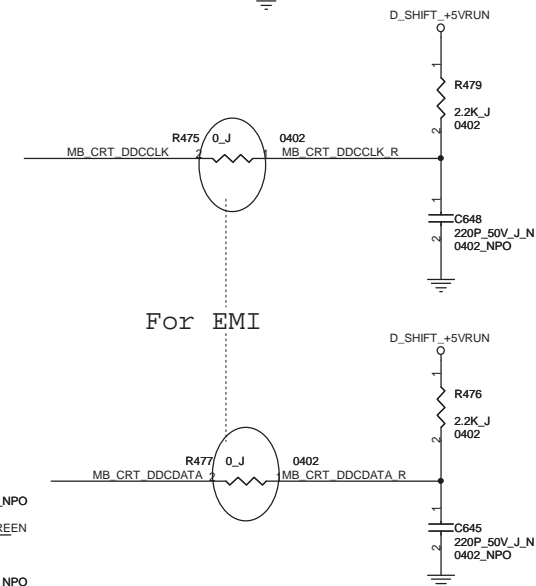 D_SHIFT_+5VRUN
1
R479
2.2K_J
0402
2
R475 0_J 0402
MB_CRT_DDCCLK 2 1 MB_CRT_DDCCLK_R
1
C648
2 220P_50V_J_N
0402_NPO
For EMI
D_SHIFT_+5VRUN
1
R476
2.2K_J
0402
2
R477 0_J 0402
MB_CRT_DDCDATA 2 1 MB_CRT_DDCDATA_R
_NPO
REEN
1
C645
2 220P_50V_J_N
0402_NPO
NPO